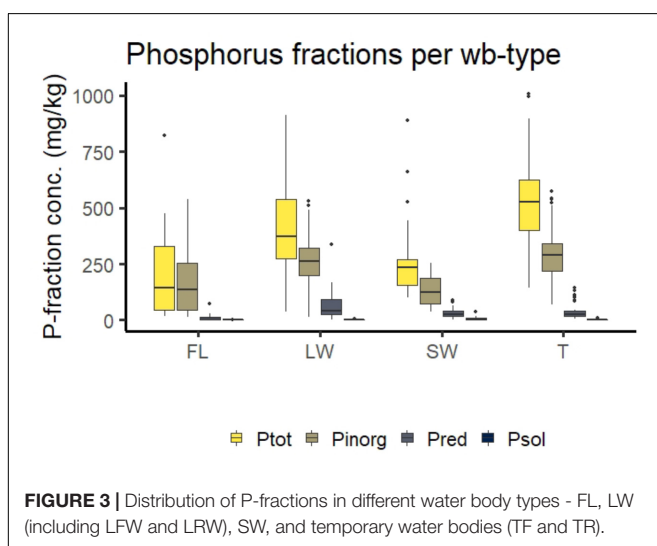 Phosphorus fractions per wb-type
P-fraction conc. (mg/kg)
1000
750
500
250
0
FL LW SW T
Ptot Pinorg Pred Psol
FIGURE 3 | Distribution of P-fractions in different water body types - FL, LW
(including LFW and LRW), SW, and temporary water bodies (TF and TR).